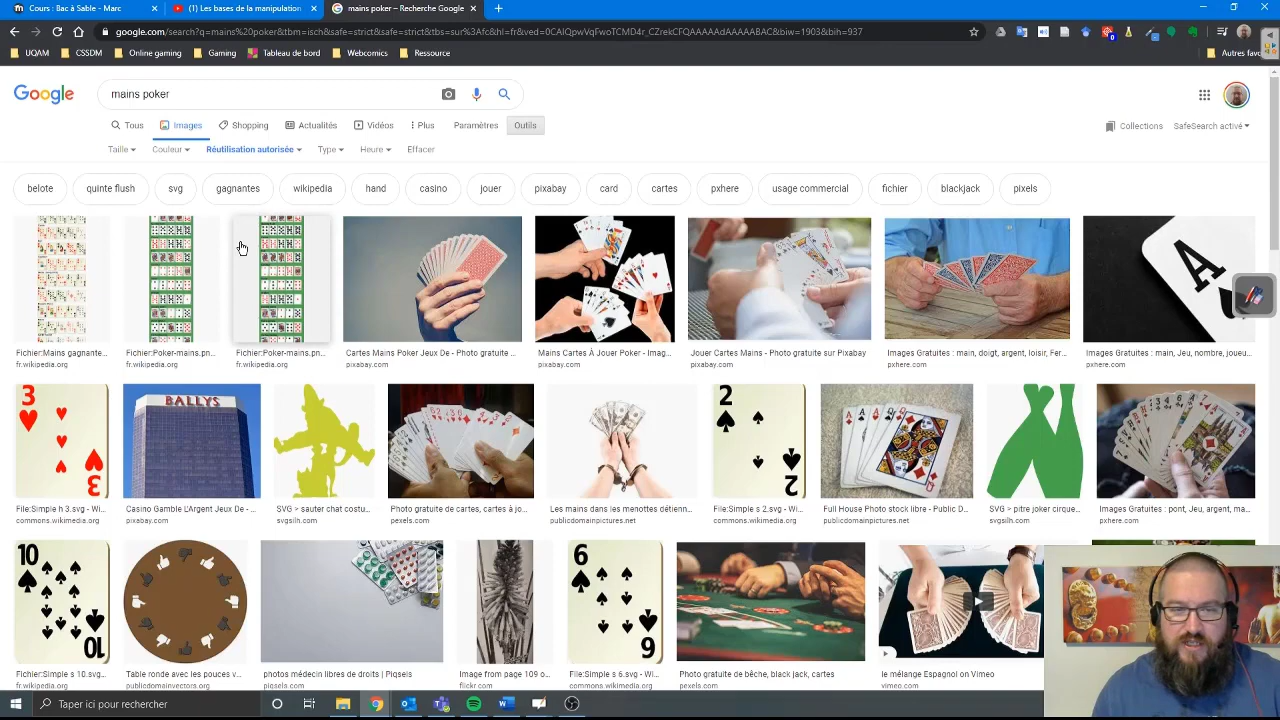 Cours : Bac à Sable - Marc
(1) Les bases de la manipulation
mains poker – Recherche Google
google.com/search?q=mains%20poker&tbm=isch&safe=strict&safe=strict&tbs=sur%3Afc&hl=fr&ved=0CAIQpwVqFwoTCMD4r_CZrekCFQAAAAAdAAAAABAC&biw=1903&bih=937
UQAM
CSSDM
Online gaming
Gaming
Tableau de bord
Webcomics
Ressource
Autres favo
Google
mains poker
Tous
Images
Shopping
Actualités
Vidéos
Plus
Paramètres
Outils
Collections
SafeSearch activé
Taille
Couleur
Réutilisation autorisée
Type
Heure
Effacer
belote
quinte flush
svg
gagnantes
wikipedia
hand
casino
jouer
pixabay
card
cartes
pxhere
usage commercial
fichier
blackjack
pixels
A
Fichier:Mains gagnante...
Fichier:Poker-mains.pn...
Fichier:Poker-mains.pn...
Cartes Mains Poker Jeux De - Photo gratuite ...
Mains Cartes À Jouer Poker - Imag...
Jouer Cartes Mains - Photo gratuite sur Pixabay
Images Gratuites : main, doigt, argent, loisir, Fer...
Images Gratuites : main, Jeu, nombre, joueu...
fr.wikipedia.org
fr.wikipedia.org
fr.wikipedia.org
pixabay.com
pixabay.com
pixabay.com
pxhere.com
pxhere.com
3
BALLYS
2
3
2
File:Simple h 3.svg - Wi...
Casino Gamble L'Argent Jeux De - ...
SVG > sauter chat costu...
Photo gratuite de cartes, cartes à jo...
Les mains dans les menottes détienn...
File:Simple s 2.svg - Wi...
Full House Photo stock libre - Public D...
SVG > pitre joker cirque...
Images Gratuites : pont, Jeu, argent, ma...
commons.wikimedia.org
pixabay.com
svgsilh.com
pexels.com
publicdomainpictures.net
commons.wikimedia.org
publicdomainpictures.net
svgsilh.com
pxhere.com
10
6
10
6
Fichier:Simple s 10.svg...
Table ronde avec les pouces v...
photos médecin libres de droits | Piqsels
Image from page 109 o...
File:Simple s 6.svg - Wi...
Photo gratuite de bêche, black jack, cartes
le mélange Espagnol on Vimeo
fr.wikipedia.org
publicdomainvectors.org
piqsels.com
flickr.com
commons.wikimedia.org
pexels.com
vimeo.com
Taper ici pour rechercher